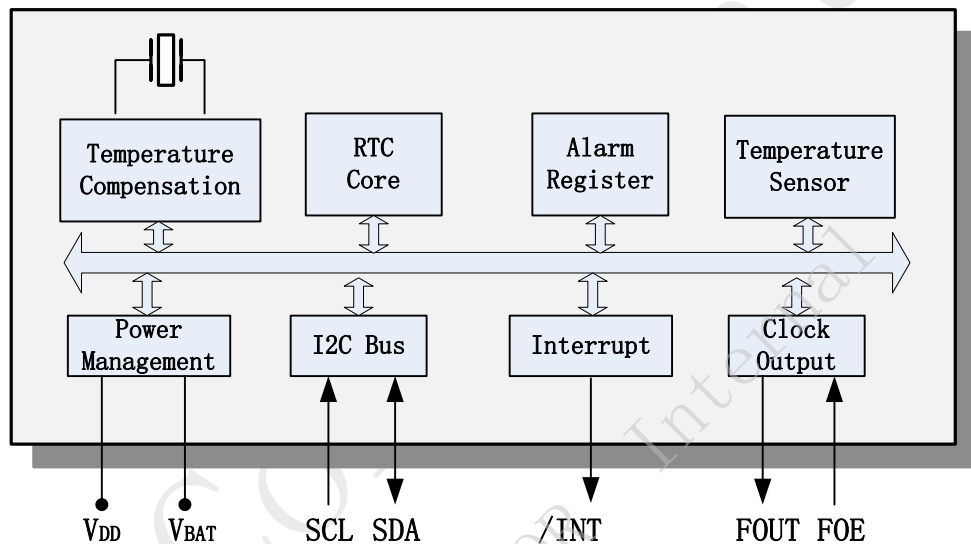 Temperature
Compensation
RTC
Core
Alarm
Register
Temperature
Sensor
Power
Management
I2C Bus
Interrupt
Clock
Output
VDD
VBAT
SCL
SDA
/INT
FOUT
FOE
Internal